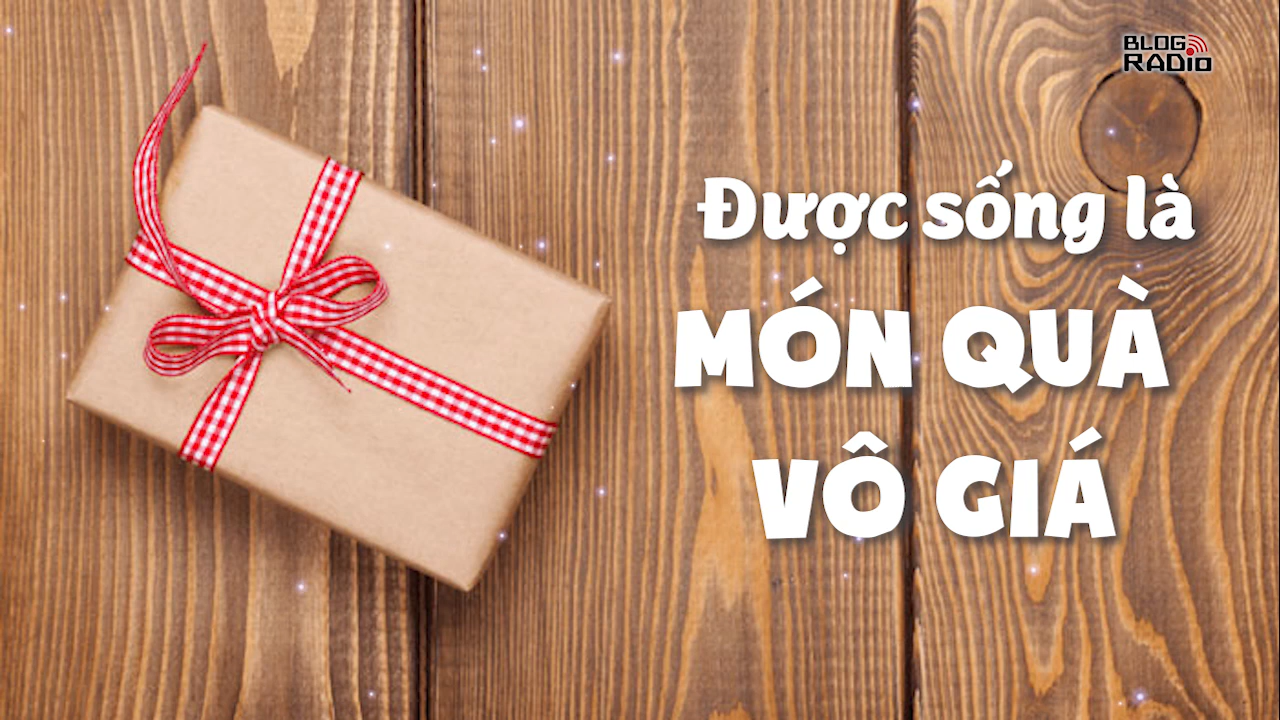 BLOG
RADIO
Được sống là
MÓN QUÀ
VÔ GIÁ